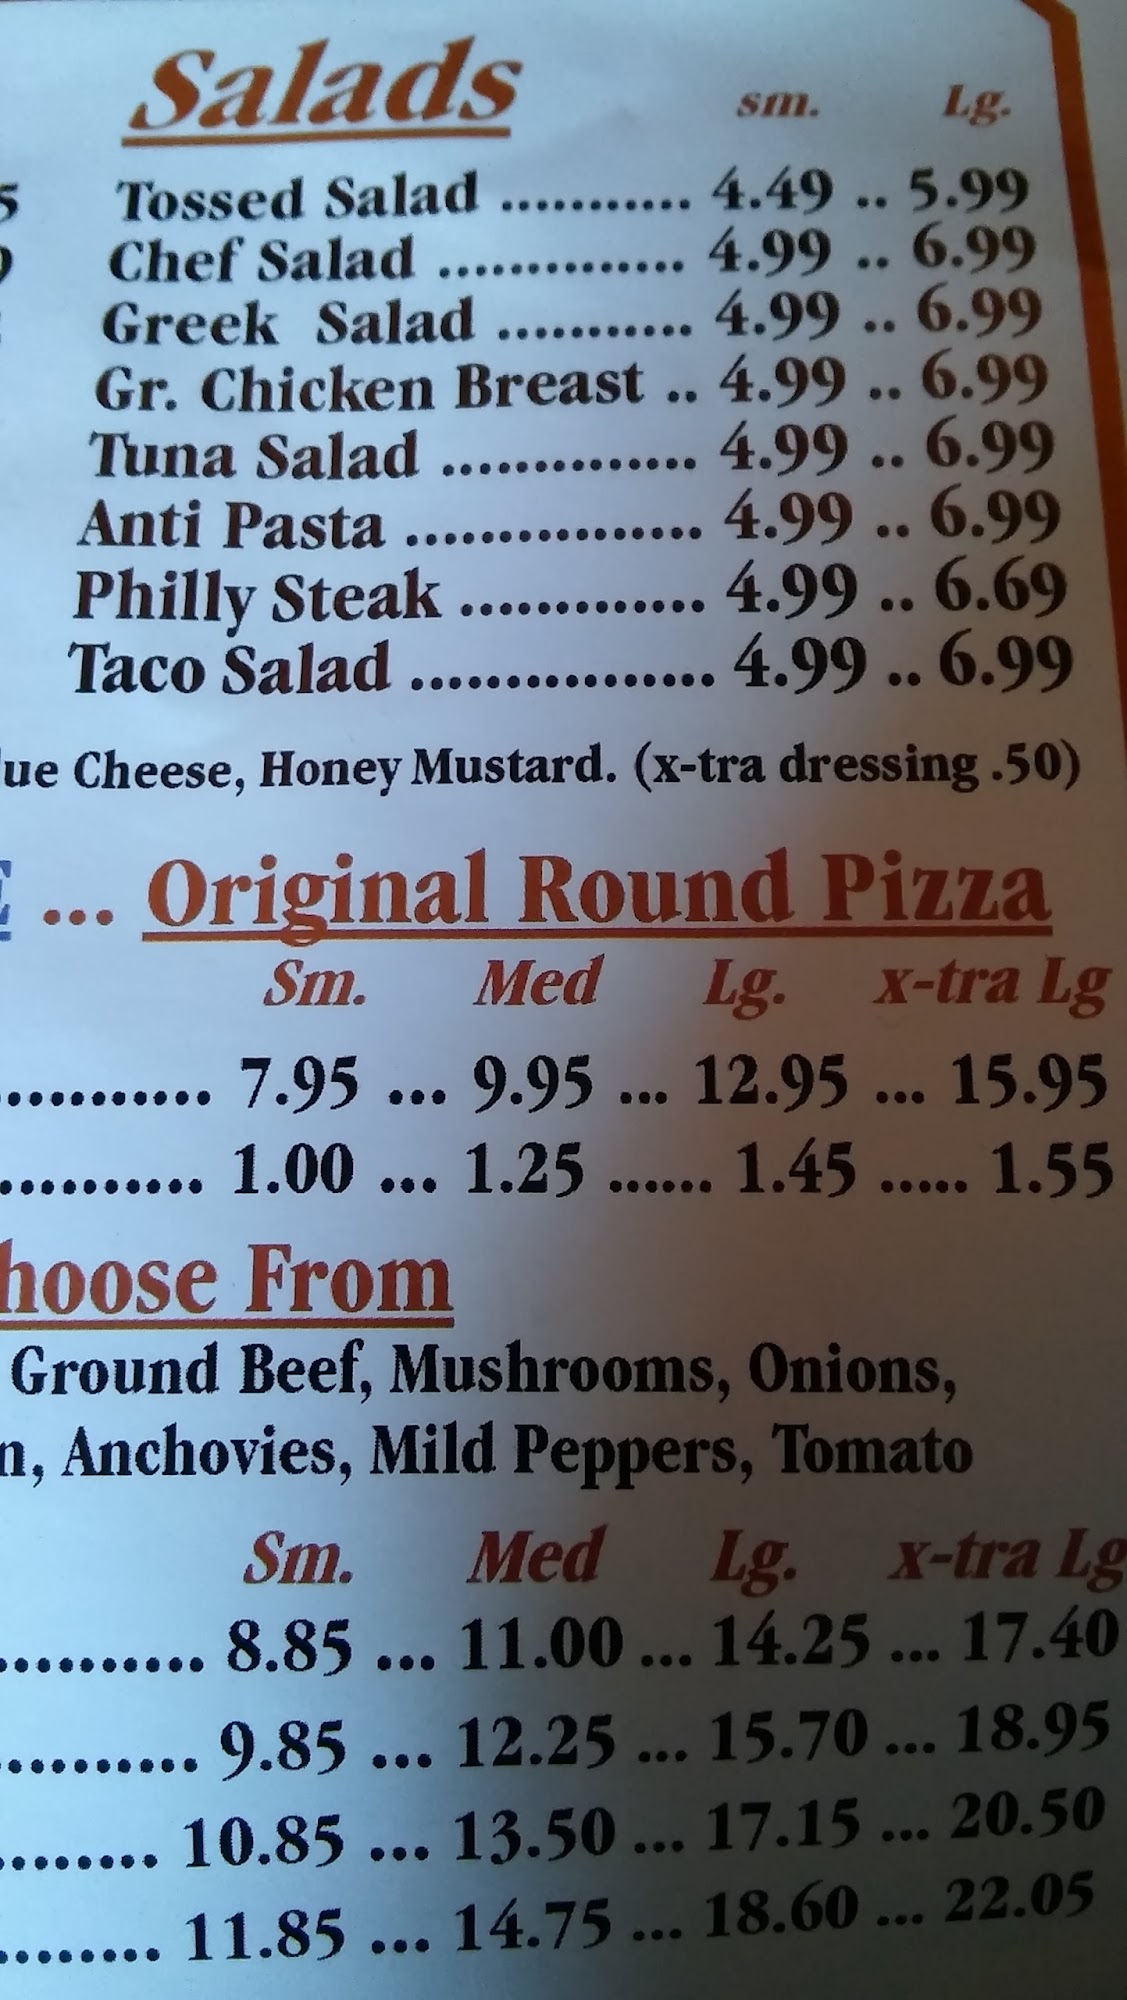 Salads sm. Lg.
5 Tossed Salad ........... 4.49 .. 5.99
Chef Salad .............. 4.99 .. 6.99
Greek Salad ........... 4.99 .. 6.99
Gr. Chicken Breast .. 4.99 .. 6.99
Tuna Salad .............. 4.99 .. 6.99
Anti Pasta ................ 4.99 .. 6.99
Philly Steak ............. 4.99 .. 6.69
Taco Salad ................ 4.99 .. 6.99
ue Cheese, Honey Mustard. (x-tra dressing .50)
E ... Original Round Pizza
Sm. Med Lg. x-tra Lg
........... 7.95 ... 9.95 ... 12.95 ... 15.95
........... 1.00 ... 1.25 ...... 1.45 ..... 1.55
hoose From
Ground Beef, Mushrooms, Onions,
n, Anchovies, Mild Peppers, Tomato
Sm. Med Lg. x-tra Lg
........... 8.85 ... 11.00 ... 14.25 ... 17.40
.......... 9.85 ... 12.25 ... 15.70 ... 18.95
........ 10.85 ... 13.50 ... 17.15 ... 20.50
........ 11.85 ... 14.75 ... 18.60 ... 22.05